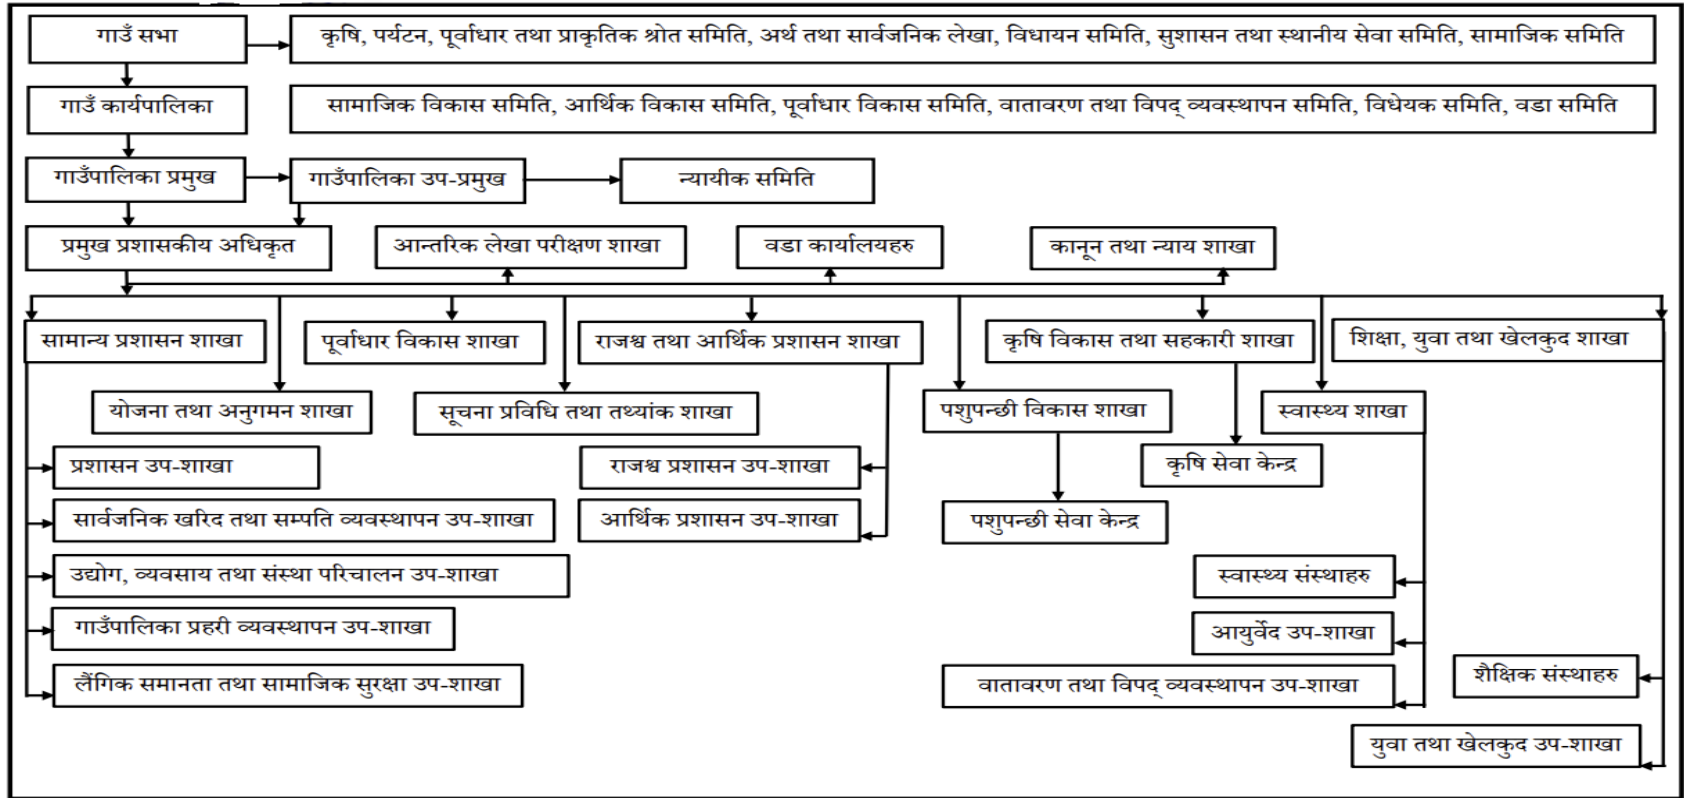 गाउँ सभा
कृषि, पर्यटन, पूर्वाधार तथा प्राकृतिक श्रोत समिति, अर्थ तथा सार्वजनिक लेखा, विधायन समिति, सुशासन तथा स्थानीय सेवा समिति, सामाजिक समिति
गाउँ कार्यपालिका
सामाजिक विकास समिति, आर्थिक विकास समिति, पूर्वाधार विकास समिति, वातावरण तथा विपद् व्यवस्थापन समिति, विधेयक समिति, वडा समिति
गाउँपालिका प्रमुख
गाउँपालिका उप-प्रमुख
न्यायीक समिति
प्रमुख प्रशासकीय अधिकृत
आन्तरिक लेखा परीक्षण शाखा
वडा कार्यालयहरु
कानून तथा न्याय शाखा
सामान्य प्रशासन शाखा
पूर्वाधार विकास शाखा
राजश्व तथा आर्थिक प्रशासन शाखा
कृषि विकास तथा सहकारी शाखा
शिक्षा, युवा तथा खेलकुद शाखा
योजना तथा अनुगमन शाखा
सूचना प्रविधि तथा तथ्यांक शाखा
पशुपन्छी विकास शाखा
स्वास्थ्य शाखा
प्रशासन उप-शाखा
राजश्व प्रशासन उप-शाखा
कृषि सेवा केन्द्र
सार्वजनिक खरिद तथा सम्पति व्यवस्थापन उप-शाखा
आर्थिक प्रशासन उप-शाखा
पशुपन्छी सेवा केन्द्र
उद्योग, व्यवसाय तथा संस्था परिचालन उप-शाखा
स्वास्थ्य संस्थाहरु
गाउँपालिका प्रहरी व्यवस्थापन उप-शाखा
आयुर्वेद उप-शाखा
लैंगिक समानता तथा सामाजिक सुरक्षा उप-शाखा
वातावरण तथा विपद् व्यवस्थापन उप-शाखा
शैक्षिक संस्थाहरु
युवा तथा खेलकुद उप-शाखा